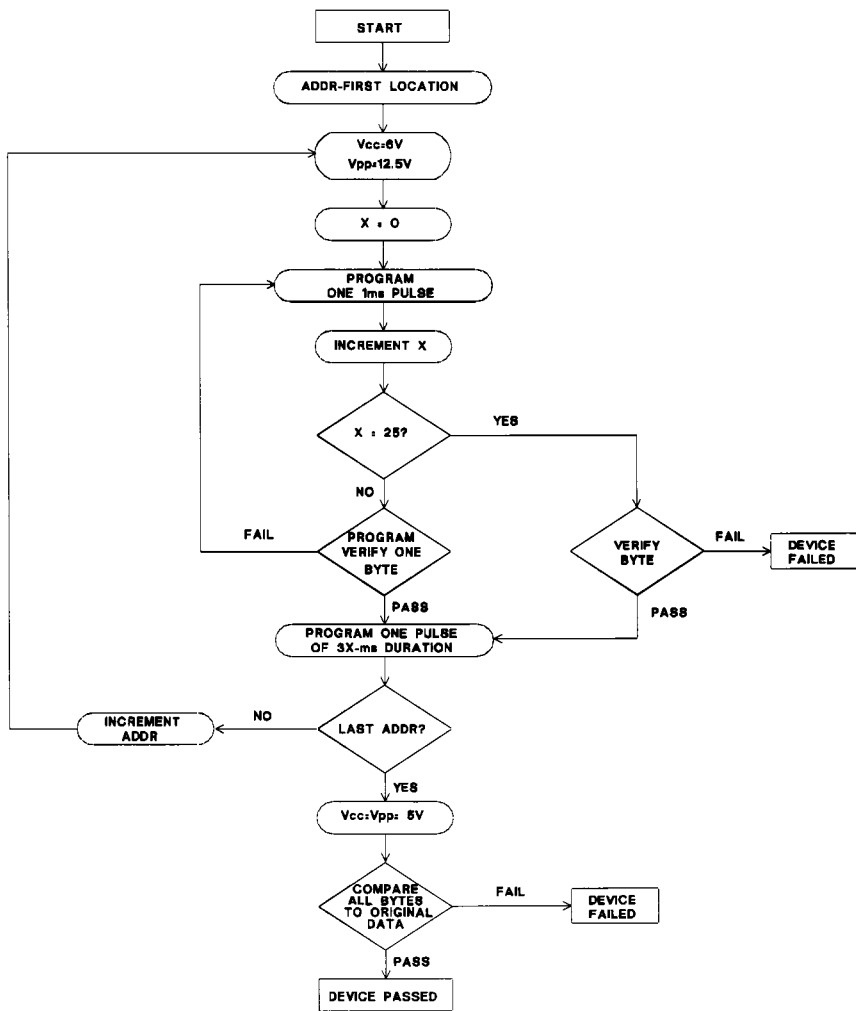 START
ADDR-FIRST LOCATION
Vcc=6V
Vpp=12.5V
X = 0
PROGRAM
ONE 1ms PULSE
INCREMENT X
X = 25?
YES
NO
FAIL
PROGRAM
VERIFY ONE
BYTE
VERIFY
BYTE
FAIL
DEVICE
FAILED
PASS
PASS
PROGRAM ONE PULSE
OF 3X-ms DURATION
INCREMENT
ADDR
NO
LAST ADDR?
YES
Vcc=Vpp= 5V
COMPARE
ALL BYTES
TO ORIGINAL
DATA
FAIL
DEVICE
FAILED
PASS
DEVICE PASSED